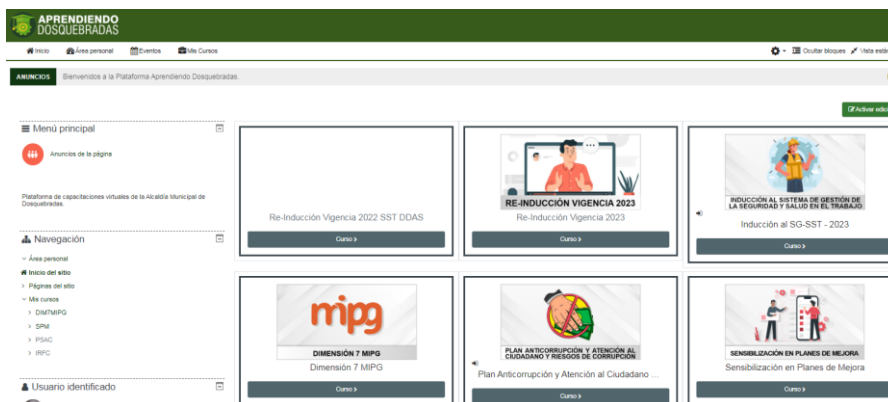 APRENDIENDO
DOSQUEBRADAS
Inicio Área personal Eventos Mis Cursos Ocultar bloques Vista están
ANUNCIOS Bienvenidos a la Plataforma Aprendiendo Dosquebradas.
Activar edici
Menú principal
Anuncios de la página
Plataforma de capacitaciones virtuales de la Alcaldía Municipal de
Dosquebradas.
Navegación
Área personal
Inicio del sitio
Páginas del sitio
Mis cursos
DIM7MIPG
SPM
PSAC
IRFC
Usuario identificado
Re-Inducción Vigencia 2022 SST DDAS
Curso
RE-INDUCCIÓN VIGENCIA 2023
Re-Inducción Vigencia 2023
Curso
INDUCCIÓN AL SISTEMA DE GESTIÓN DE
LA SEGURIDAD Y SALUD EN EL TRABAJO
Inducción al SG-SST - 2023
Curso
mipg
DIMENSIÓN 7 MIPG
Dimensión 7 MIPG
Curso
PLAN ANTICORRUPCIÓN Y ATENCIÓN AL
CIUDADANO Y RIESGOS DE CORRUPCIÓN
Plan Anticorrupción y Atención al Ciudadano ...
Curso
SENSIBILIZACIÓN EN PLANES DE MEJORA
Sensibilización en Planes de Mejora
Curso